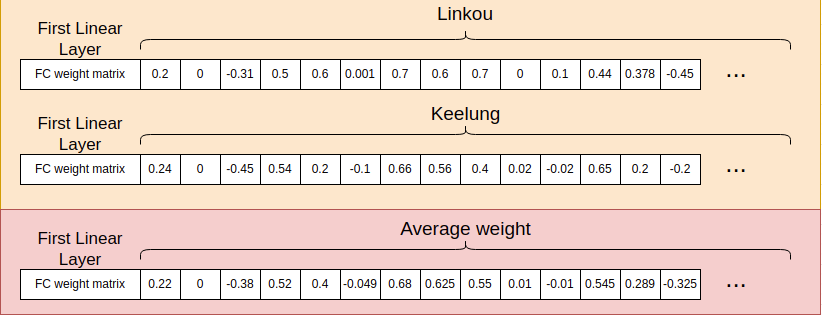 Linkou
First Linear
Layer
FC weight matrix 0.2 0 -0.31 0.5 0.6 0.001 0.7 0.6 0.7 0 0.1 0.44 0.378 -0.45 ...
Keelung
First Linear
Layer
FC weight matrix 0.24 0 -0.45 0.54 0.2 -0.1 0.66 0.56 0.4 0.02 -0.02 0.65 0.2 -0.2 ...
Average weight
First Linear
Layer
FC weight matrix 0.22 0 -0.38 0.52 0.4 -0.049 0.68 0.625 0.55 0.01 -0.01 0.545 0.289 -0.325 ...